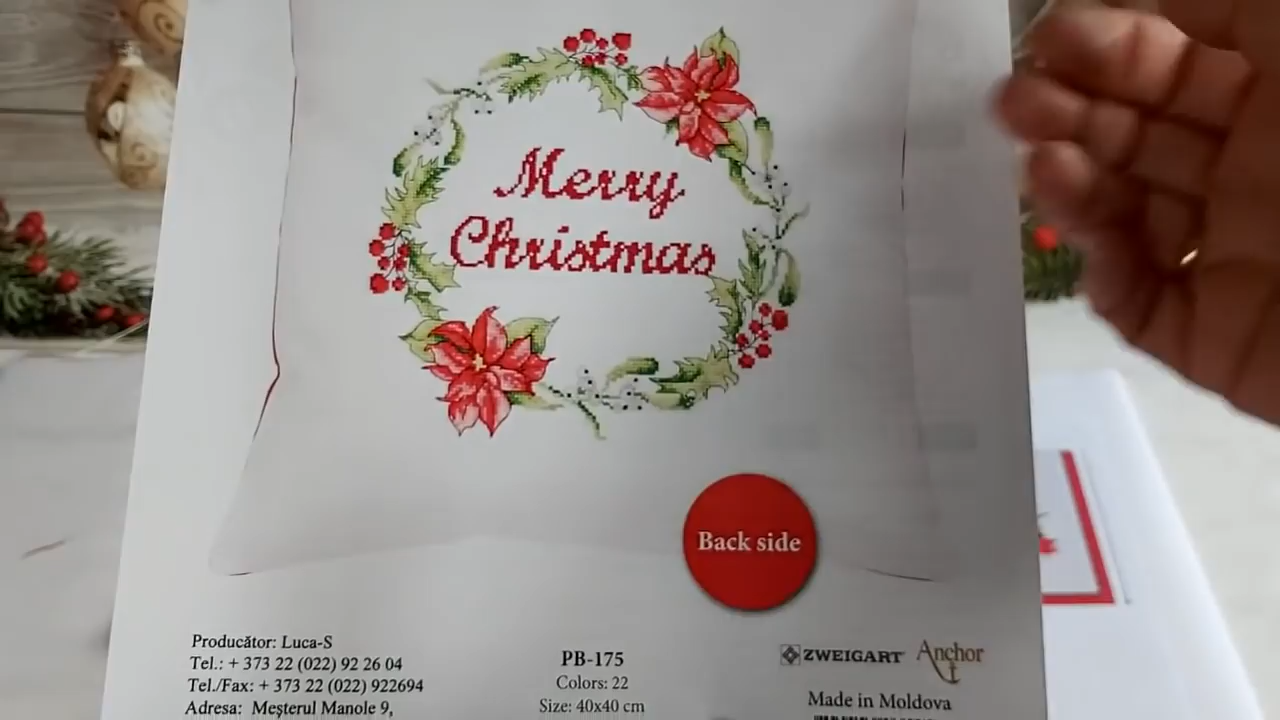 Merry
Christmas
Back side
Producător: Luca-S
Tel.: + 373 22 (022) 92 26 04
Tel./Fax: + 373 22 (022) 922694
Adresa: Meșterul Manole 9,
PB-175
Colors: 22
Size: 40x40 cm
ZWEIGART Anchor
Made in Moldova